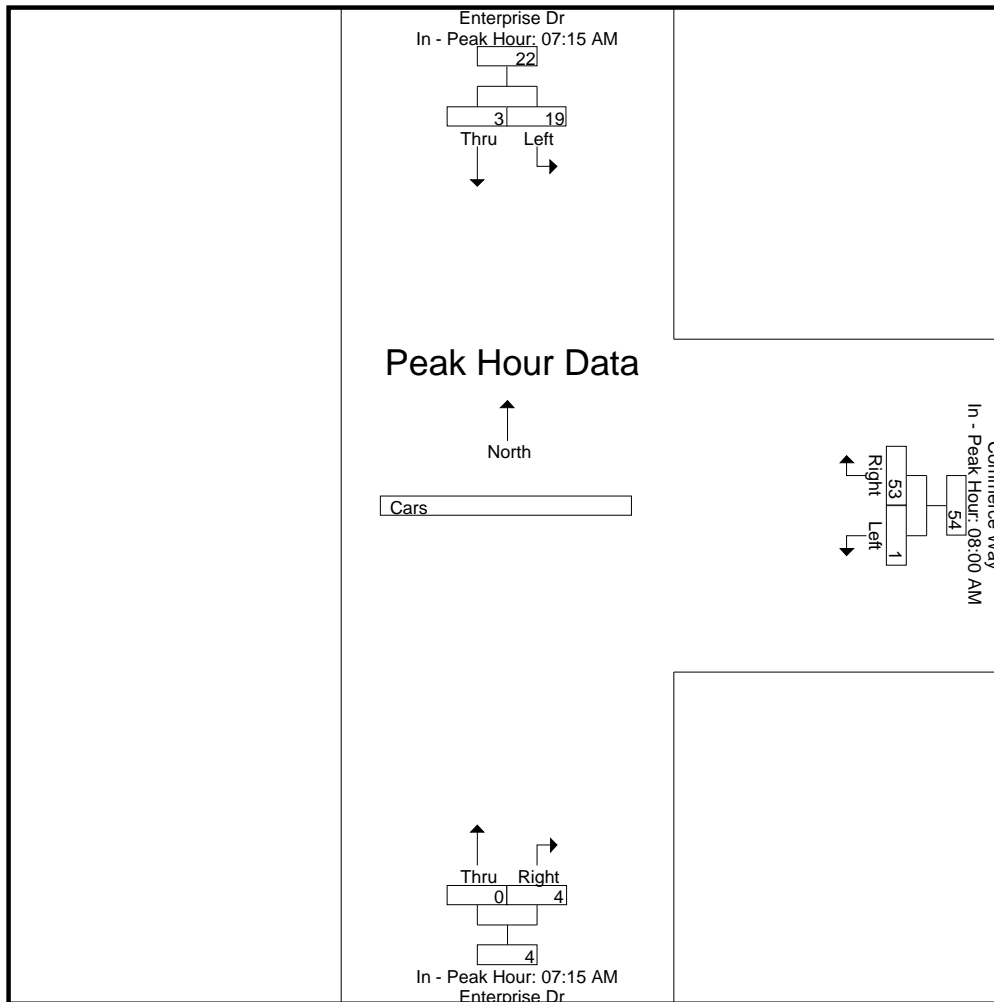 Enterprise Dr
In - Peak Hour: 07:15 AM
22
3 19
Thru Left
Peak Hour Data
North
Cars
Commerce Way
In - Peak Hour: 08:00 AM
54
53 1
Right Left
Thru Right
0 4
4
In - Peak Hour: 07:15 AM
Enterprise Dr